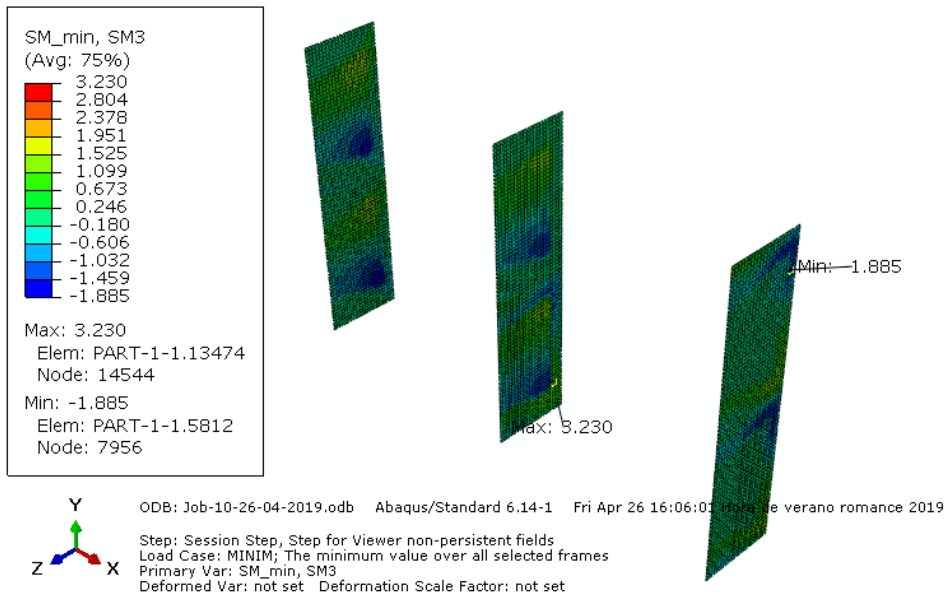 SM_min, SM3
(Avg: 75%)
3.230
2.804
2.378
1.951
1.525
1.099
0.673
0.246
-0.180
-0.606
-1.032
-1.459
-1.885
Max: 3.230
Elem: PART-1-1.13474
Node: 14544
Min: -1.885
Elem: PART-1-1.5812
Node: 7956
Min: -1.885
Max: 3.230
Y
Z
X
ODB: Job-10-26-04-2019.odb Abaqus/Standard 6.14-1 Fri Apr 26 16:06:01 Hora de verano romance 2019
Step: Session Step, Step for Viewer non-persistent fields
Load Case: MINIM; The minimum value over all selected frames
Primary Var: SM_min, SM3
Deformed Var: not set Deformation Scale Factor: not set